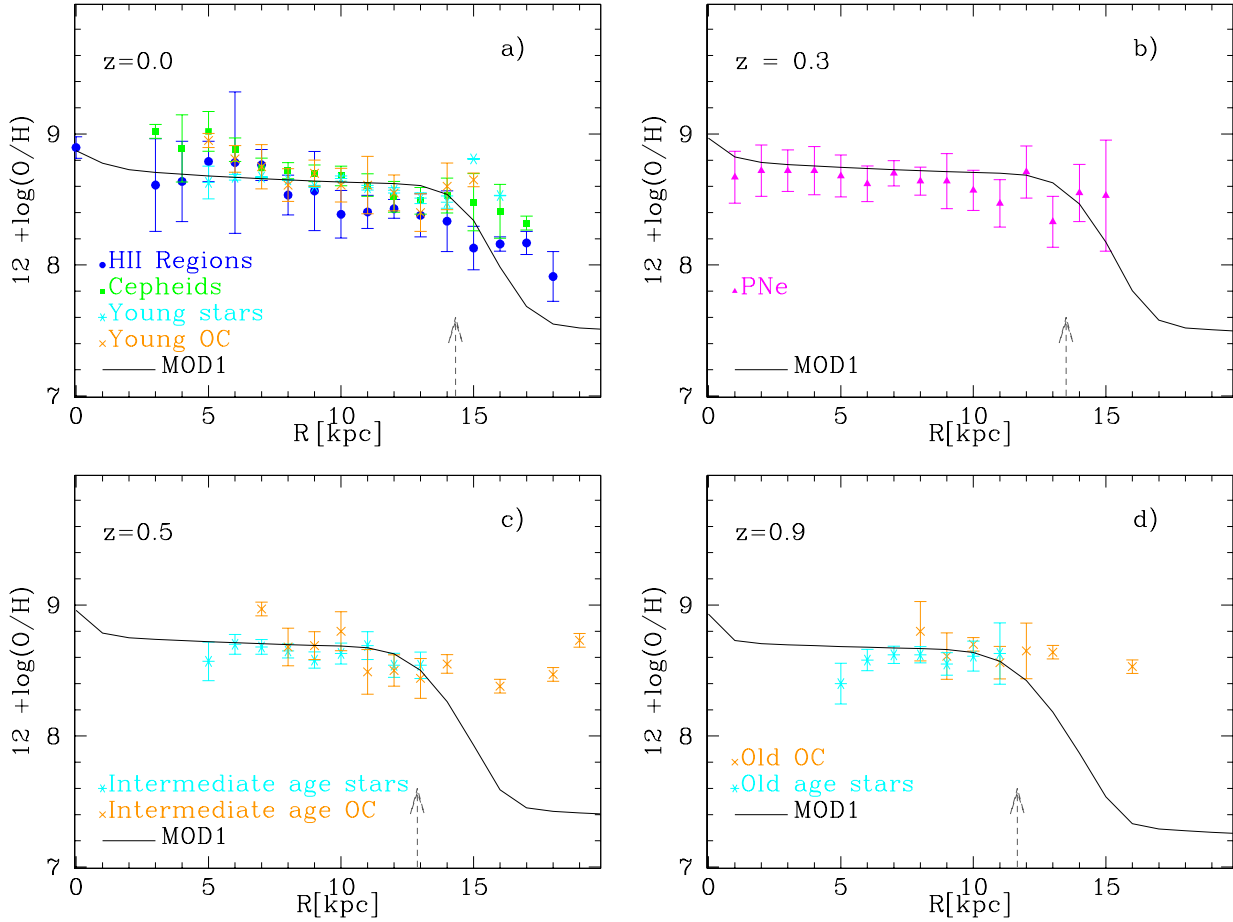 a)
z=0.0
9
8
7
12 +log(O/H)
HII Regions
Cepheids
Young stars
Young OC
MOD1
0 5 10 15
R[kpc]
b)
z = 0.3
9
8
7
12 +log(O/H)
PNe
MOD1
0 5 10 15
R[kpc]
c)
z=0.5
9
8
7
12 +log(O/H)
Intermediate age stars
Intermediate age OC
MOD1
0 5 10 15
R[kpc]
d)
z=0.9
9
8
7
12 +log(O/H)
Old OC
Old age stars
MOD1
0 5 10 15
R[kpc]